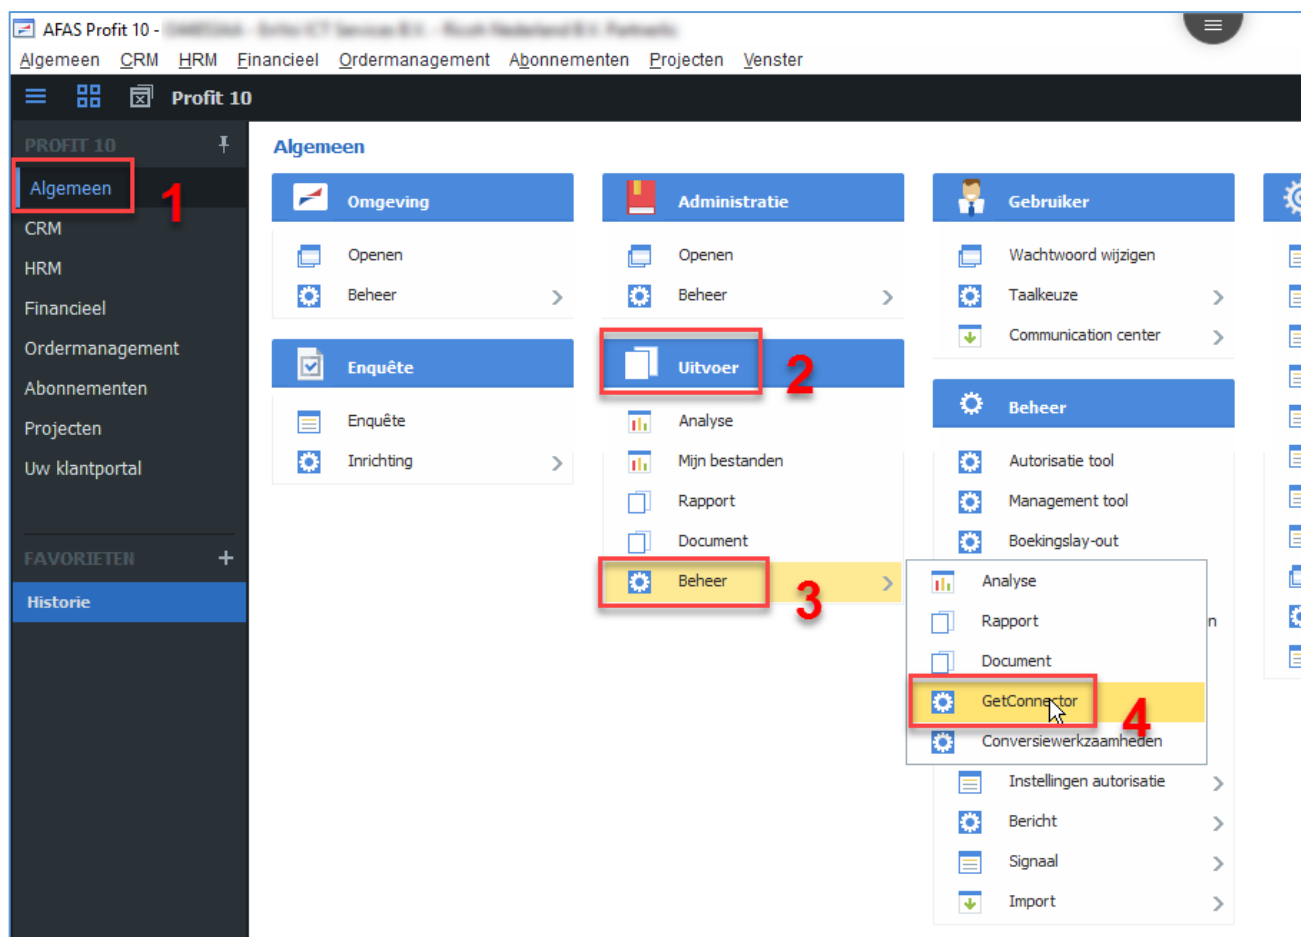 AFAS Profit 10 -
Algemeen CRM HRM Financieel Ordermanagement Abonnementen Projecten Venster
Profit 10
PROFIT 10
Algemeen
1
CRM
HRM
Financieel
Ordermanagement
Abonnementen
Projecten
Uw klantportal
FAVORIETEN +
Historie
Algemeen
Omgeving
Openen
Beheer
Enquête
Enquête
Inrichting
Administratie
Openen
Beheer
Uitvoer
2
Analyse
Mijn bestanden
Rapport
Document
Beheer
3
Analyse
Rapport
Document
GetConnector
4
Conversiewerkzaamheden
Gebruiker
Wachtwoord wijzigen
Taalkeuze
Communication center
Beheer
Autorisatie tool
Management tool
Boekingslay-out
n
Instellingen autorisatie
Bericht
Signaal
Import